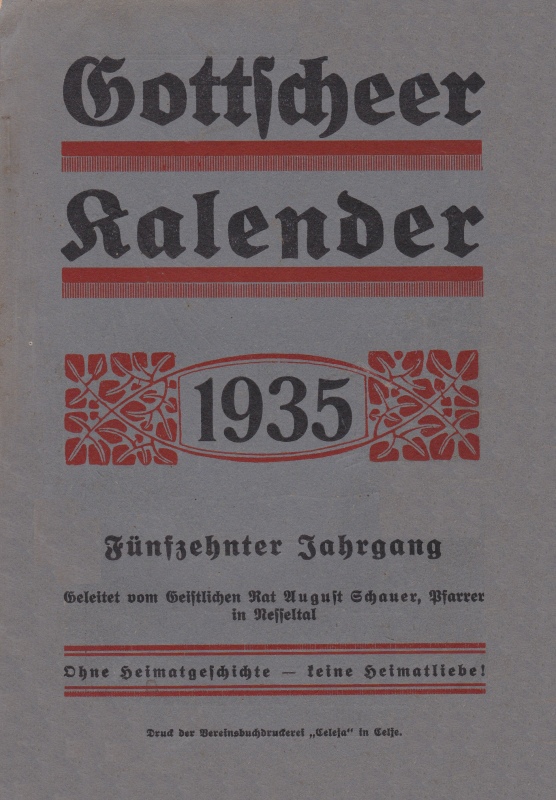 Gottscheer
Kalender
1935
Fünfzehnter Jahrgang
Geleitet vom Geistlichen Rat August Schauer, Pfarrer
in Nesseltal
Ohne Heimatgeschichte — keine Heimatliebe!
Druck der Vereinsbuchdruckerei „Celeja“ in Celje.